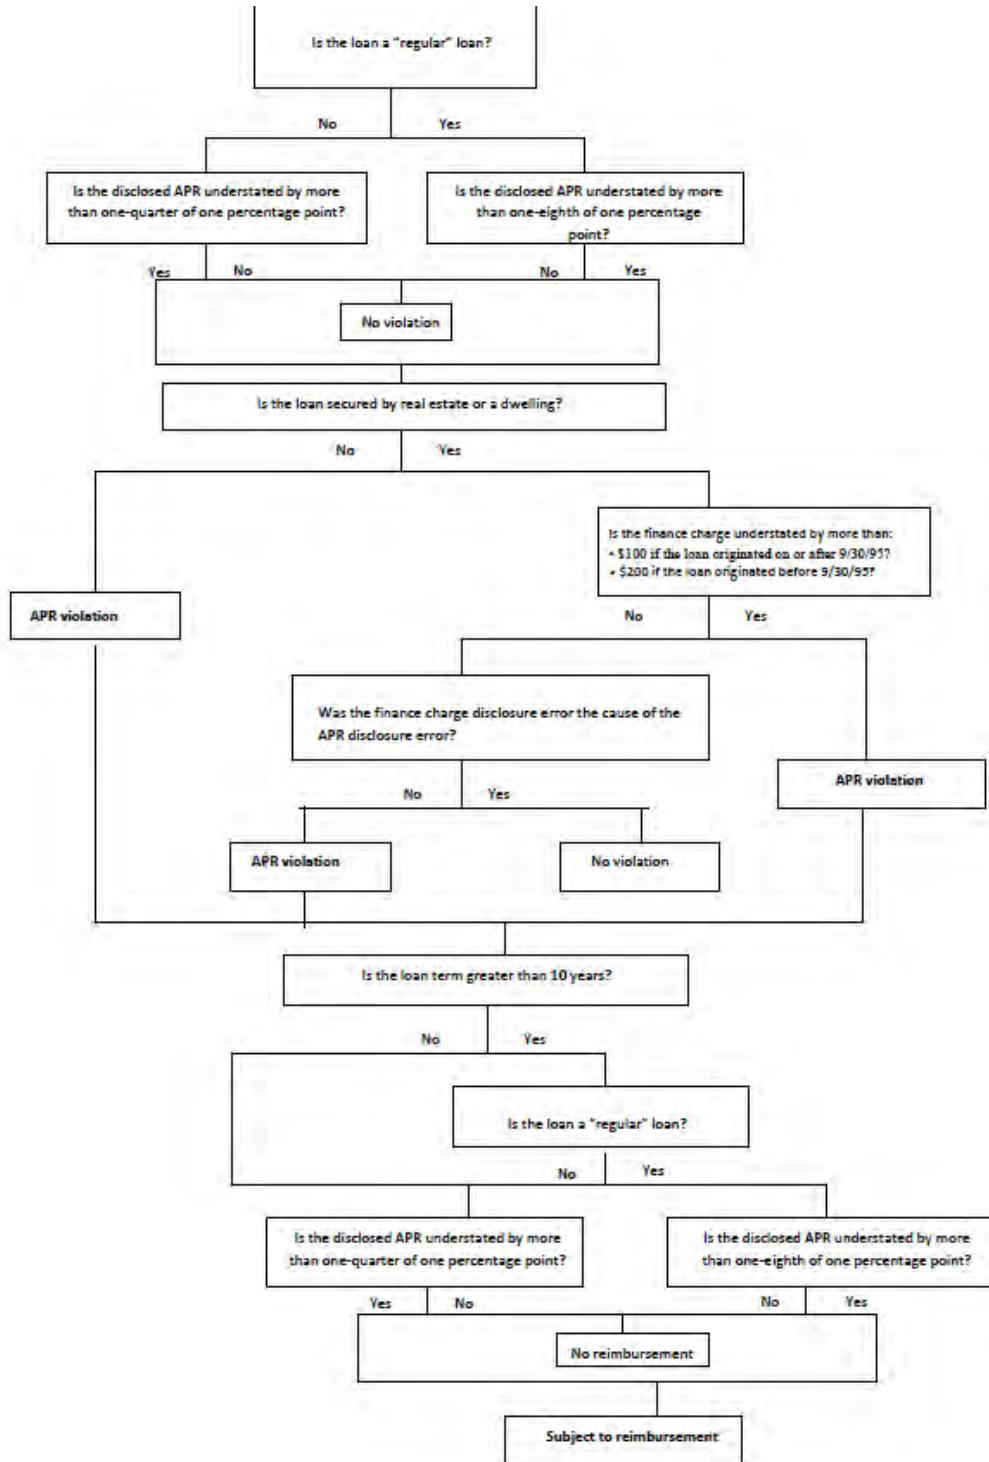 Is the loan a “regular” loan?
No
Yes
Is the disclosed APR understated by more
than one-quarter of one percentage point?
Is the disclosed APR understated by more
than one-eighth of one percentage
point?
Yes
No
No
Yes
No violation
Is the loan secured by real estate or a dwelling?
No
Yes
Is the finance charge understated by more than:
• $100 if the loan originated on or after 9/30/95?
• $200 if the loan originated before 9/30/95?
APR violation
No
Yes
Was the finance charge disclosure error the cause of the
APR disclosure error?
APR violation
No
Yes
APR violation
No violation
Is the loan term greater than 10 years?
No
Yes
Is the loan a “regular” loan?
No
Yes
Is the disclosed APR understated by more
than one-quarter of one percentage point?
Is the disclosed APR understated by more
than one-eighth of one percentage point?
Yes
No
No
Yes
No reimbursement
Subject to reimbursement